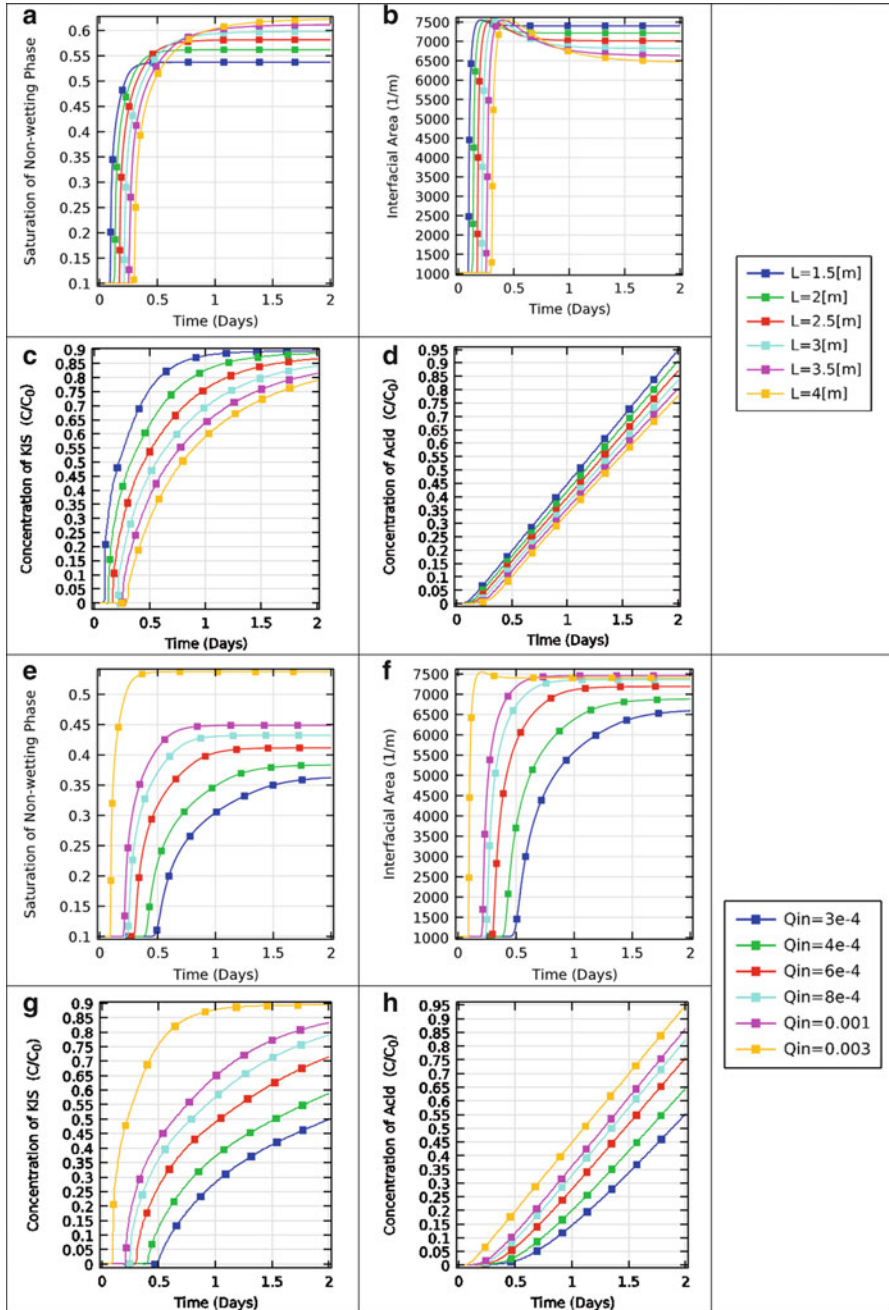 a
Saturation of Non-wetting Phase
0.6
0.55
0.5
0.45
0.4
0.35
0.3
0.25
0.2
0.15
0.1
0 0.5 1 1.5 2
Time (Days)
b
Interfacial Area (1/m)
7500
7000
6500
6000
5500
5000
4500
4000
3500
3000
2500
2000
1500
1000
0 0.5 1 1.5 2
Time (Days)
L=1.5[m]
L=2[m]
L=2.5[m]
L=3[m]
L=3.5[m]
L=4[m]
c
Concentration of KIS (C/C₀)
0.9
0.85
0.8
0.75
0.7
0.65
0.6
0.55
0.5
0.45
0.4
0.35
0.3
0.25
0.2
0.15
0.1
0.05
0
0 0.5 1 1.5 2
Time (Days)
d
Concentration of Acid (C/C₀)
0.95
0.9
0.85
0.8
0.75
0.7
0.65
0.6
0.55
0.5
0.45
0.4
0.35
0.3
0.25
0.2
0.15
0.1
0.05
0
0 0.5 1 1.5 2
Time (Days)
e
Saturation of Non-wetting Phase
0.5
0.45
0.4
0.35
0.3
0.25
0.2
0.15
0.1
0 0.5 1 1.5 2
Time (Days)
f
Interfacial Area (1/m)
7500
7000
6500
6000
5500
5000
4500
4000
3500
3000
2500
2000
1500
1000
0 0.5 1 1.5 2
Time (Days)
Qin=3e-4
Qin=4e-4
Qin=6e-4
Qin=8e-4
Qin=0.001
Qin=0.003
g
Concentration of KIS (C/C₀)
0.9
0.85
0.8
0.75
0.7
0.65
0.6
0.55
0.5
0.45
0.4
0.35
0.3
0.25
0.2
0.15
0.1
0.05
0
0 0.5 1 1.5 2
Time (Days)
h
Concentration of Acid (C/C₀)
0.95
0.9
0.85
0.8
0.75
0.7
0.65
0.6
0.55
0.5
0.45
0.4
0.35
0.3
0.25
0.2
0.15
0.1
0.05
0
0 0.5 1 1.5 2
Time (Days)